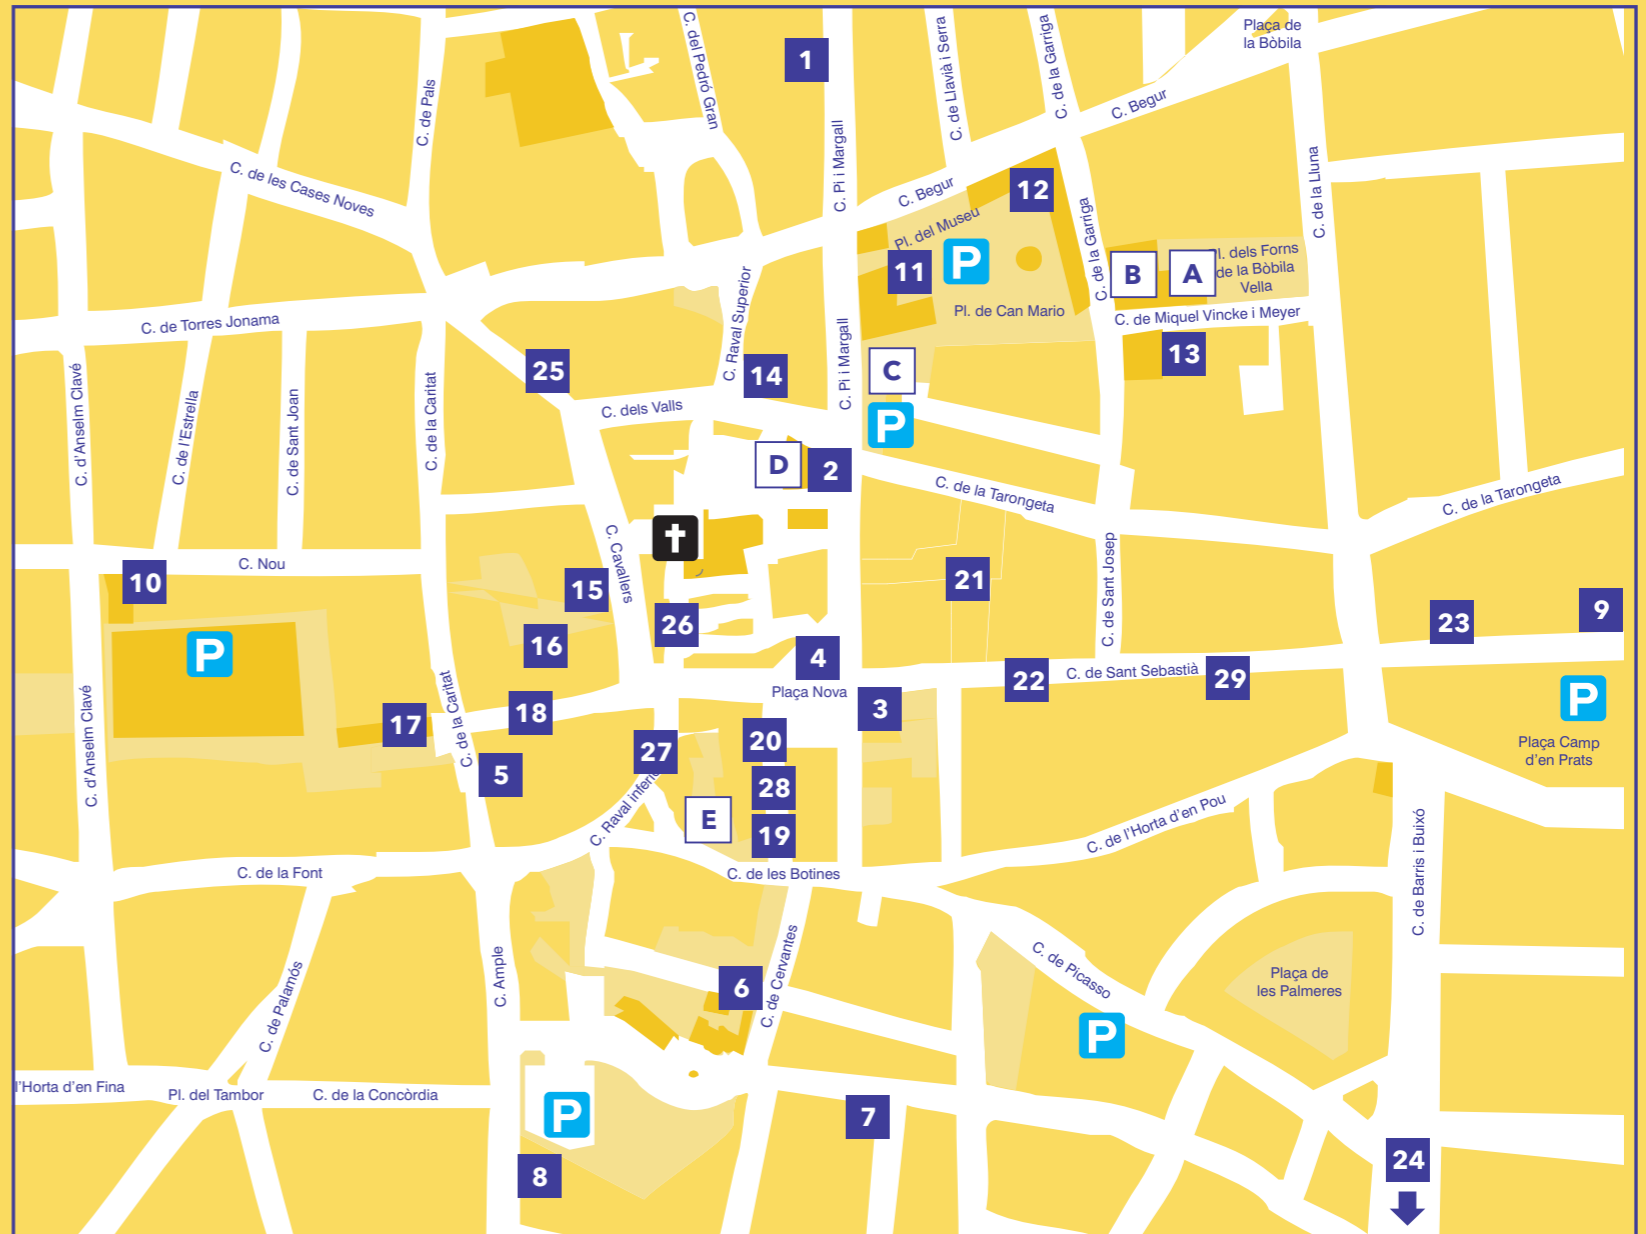 Plaça de
la Bòbila
C. de Pals
C. del Pedró Gran
1
C. de Llavià i Serra
C. de la Garriga
C. Begur
C. de les Cases Noves
C. Pi i Margall
C. Begur
12
C. de la Lluna
Pl. del Museu
11
P
C. de la Garriga
B
A
Pl. dels Forns
de la Bòbila
Vella
Pl. de Can Mario
C. de Miquel Vincke i Meyer
C. de Torres Jonama
C. Raval Superior
C. Pi i Margall
13
25
14
C
C. d'Anselm Clavé
C. de l'Estrella
C. de Sant Joan
C. de la Caritat
C. dels Valls
P
D
2
C. de la Tarongeta
C. de la Tarongeta
C. Nou
C. Cavallers
10
15
21
C. de Sant Josep
9
23
26
16
P
4
C. de Sant Sebastià
22
29
Plaça Nova
P
3
18
17
C. de la Caritat
C. d'Anselm Clavé
20
27
Plaça Camp
d'en Prats
5
28
C. Raval inferior
E
19
C. de l'Horta d'en Pou
C. de Barris i Buixó
C. de la Font
C. de les Botines
C. Ample
C. de Cervantes
C. de Picasso
Plaça de
les Palmeres
6
C. de Palamós
P
l'Horta d'en Fina
Pl. del Tambor
C. de la Concòrdia
P
7
24
8